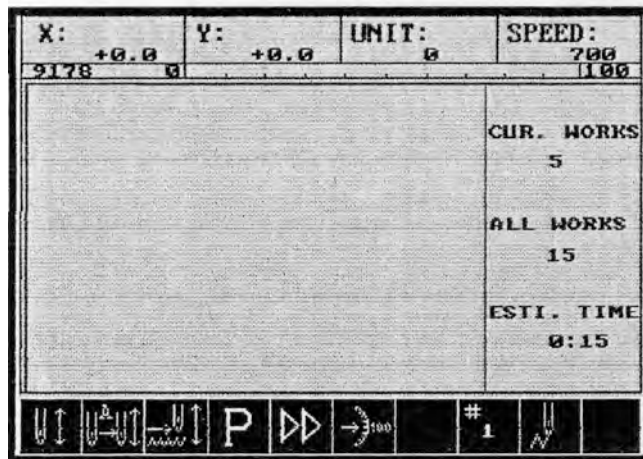 X: Y: UNIT: SPEED:
+0.0 +0.0 0 700
9178 0 100
CUR. WORKS
5
ALL WORKS
15
ESTI. TIME
0:15
P 100 # 1